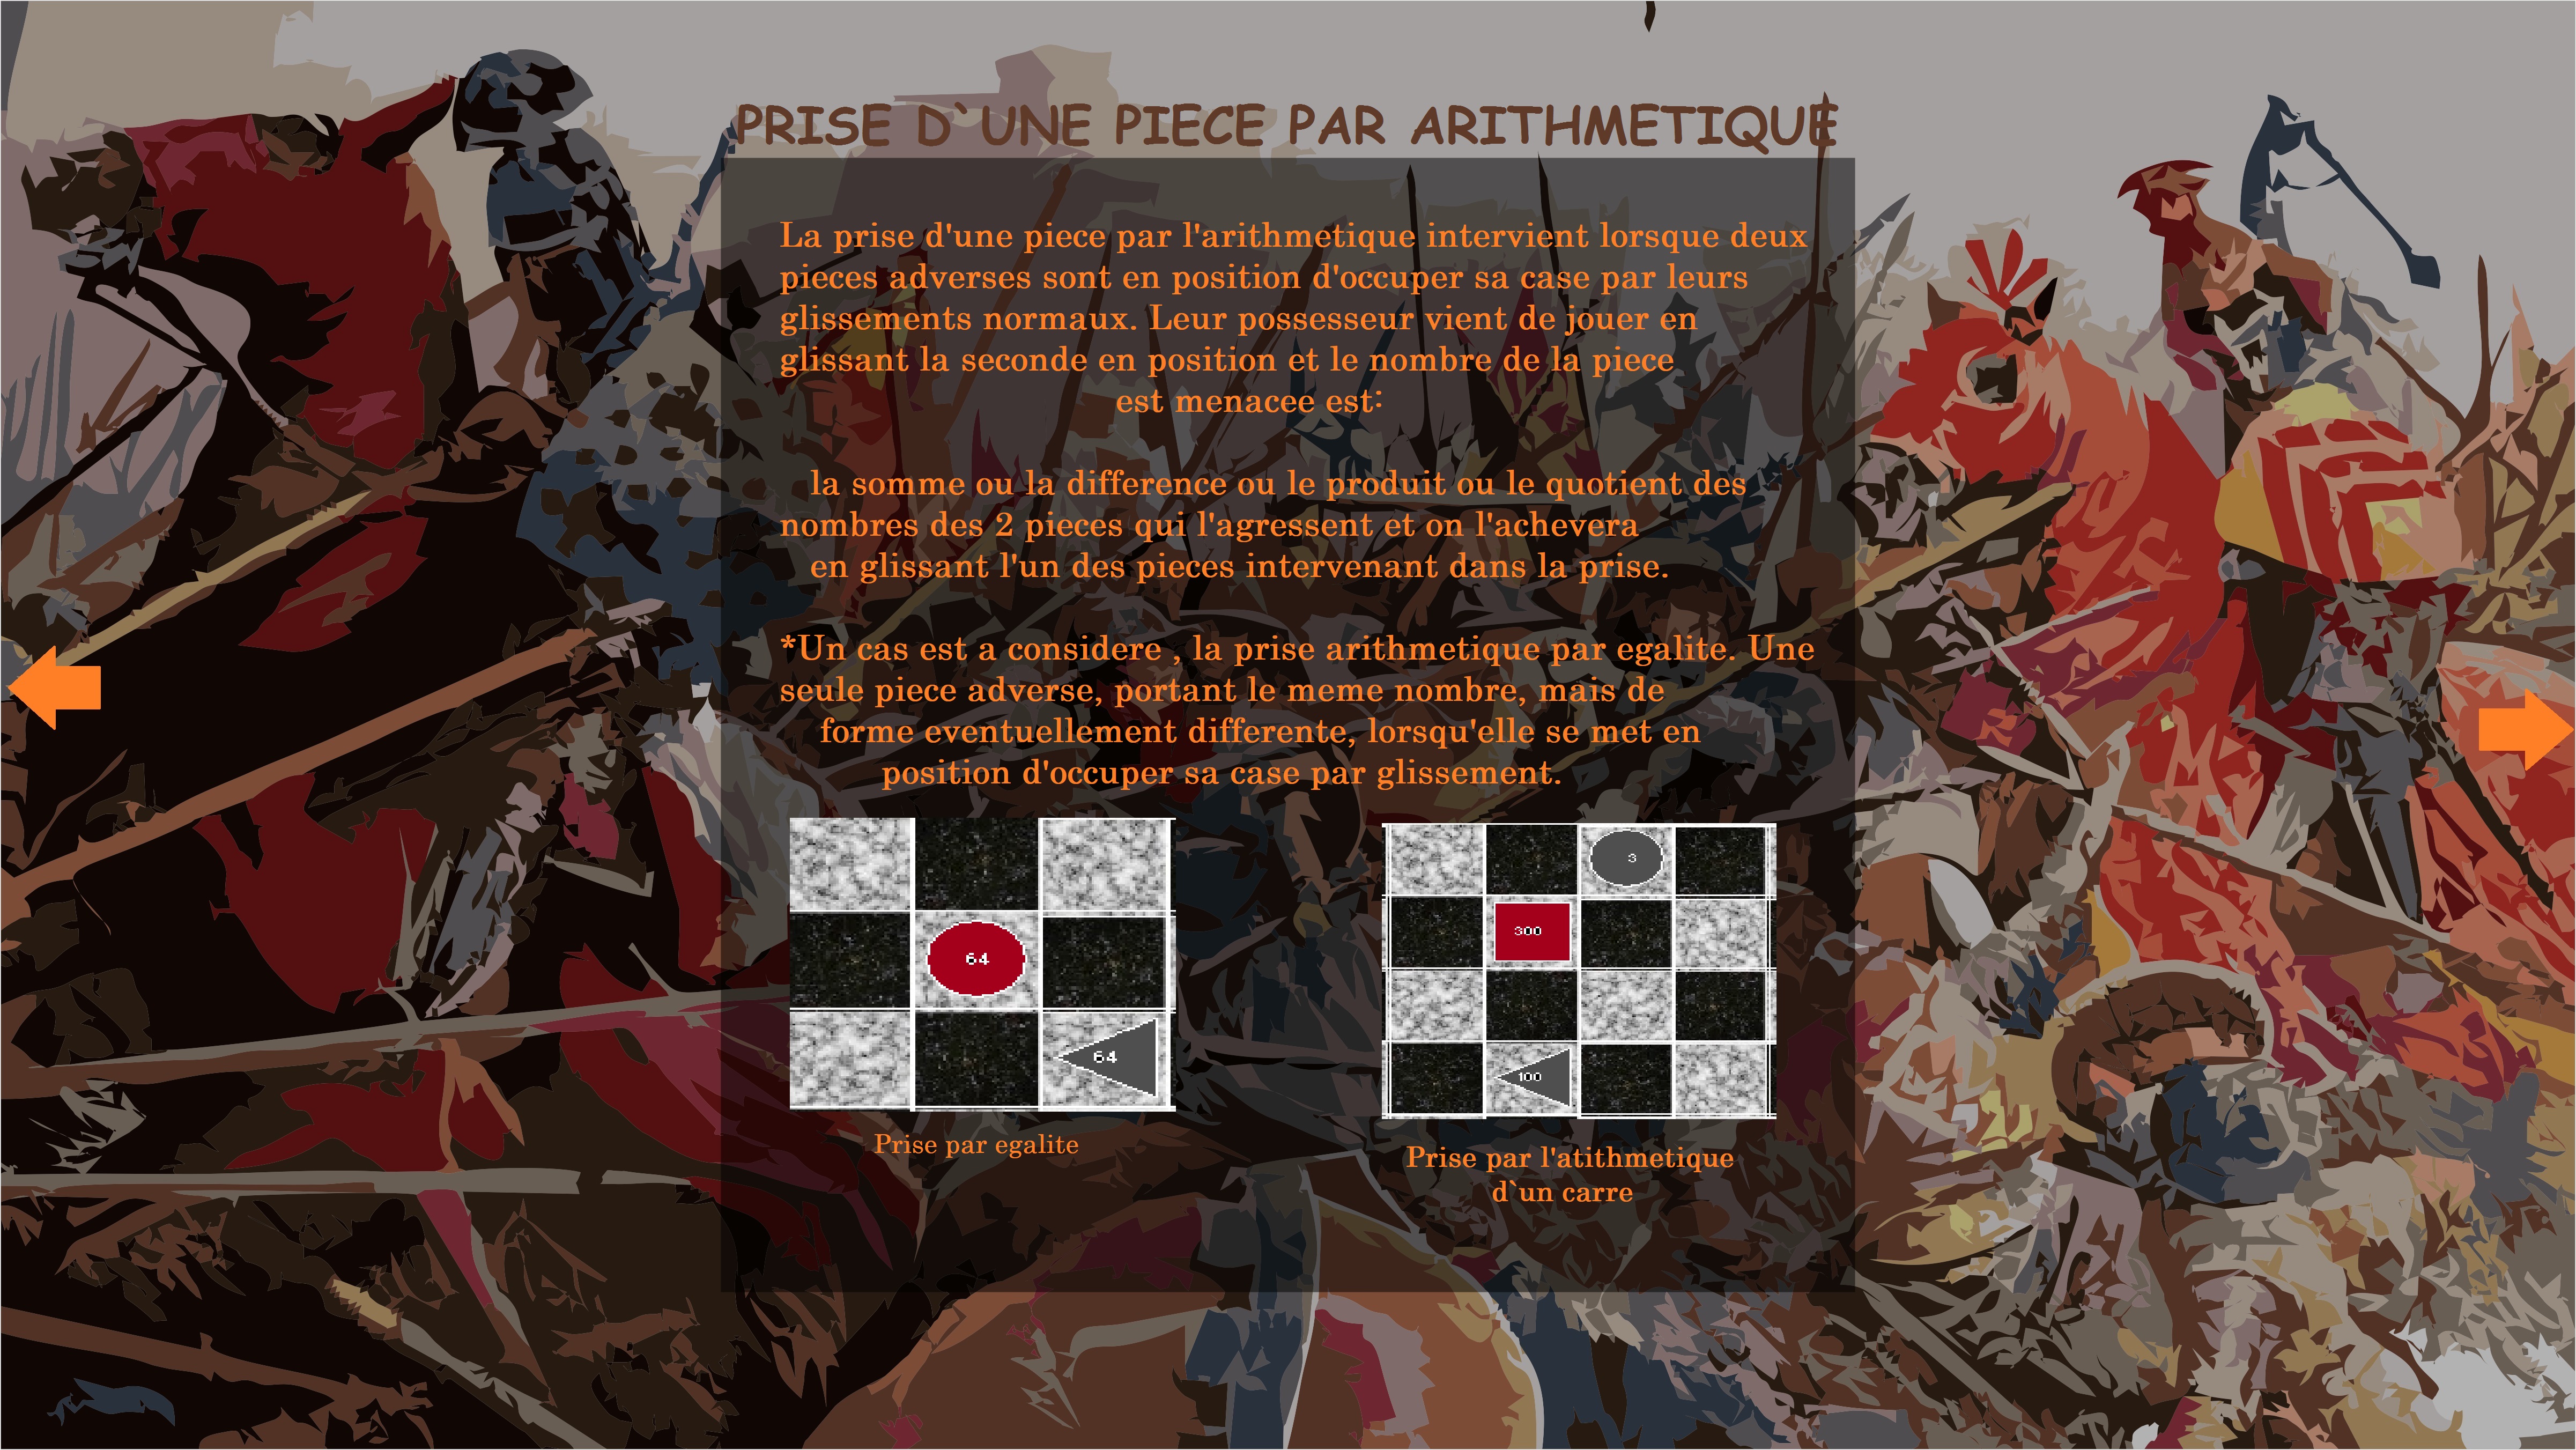 PRISE D`UNE PIECE PAR ARITHMETIQUE
La prise d'une piece par l'arithmetique intervient lorsque deux
pieces adverses sont en position d'occuper sa case par leurs
glissements normaux. Leur possesseur vient de jouer en
glissant la seconde en position et le nombre de la piece
est menacee est:
la somme ou la difference ou le produit ou le quotient des
nombres des 2 pieces qui l'agressent et on l'achevera
en glissant l'un des pieces intervenant dans la prise.
*Un cas est a considere , la prise arithmetique par egalite. Une
seule piece adverse, portant le meme nombre, mais de
forme eventuellement differente, lorsqu'elle se met en
position d'occuper sa case par glissement.
64
64
Prise par egalite
3
300
100
Prise par l'atithmetique
d`un carre